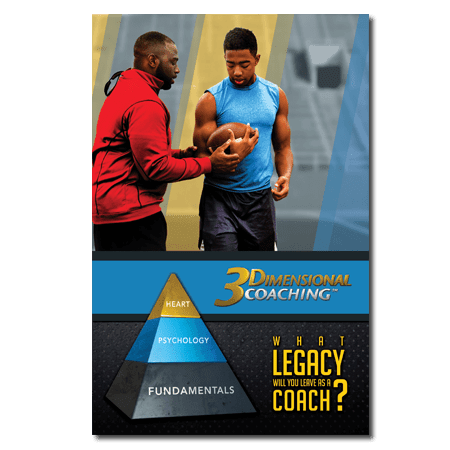 3Dimensional
Coaching™
HEART
PSYCHOLOGY
FUNDAMENTALS
WHAT
LEGACY
WILL YOU LEAVE AS A
COACH?